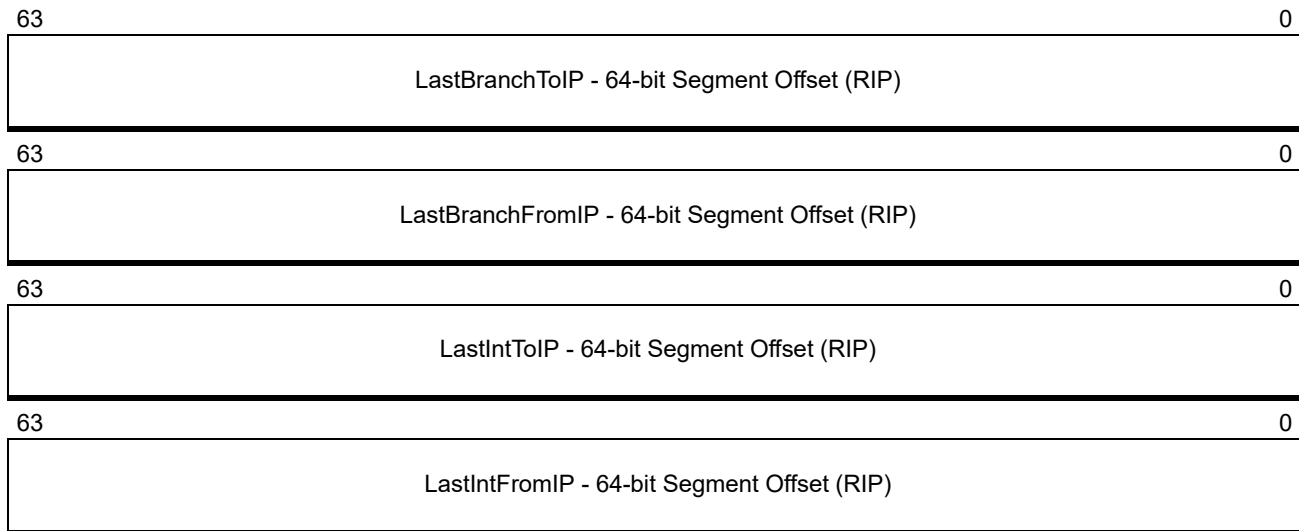 63 0
LastBranchToIP - 64-bit Segment Offset (RIP)
63 0
LastBranchFromIP - 64-bit Segment Offset (RIP)
63 0
LastIntToIP - 64-bit Segment Offset (RIP)
63 0
LastIntFromIP - 64-bit Segment Offset (RIP)